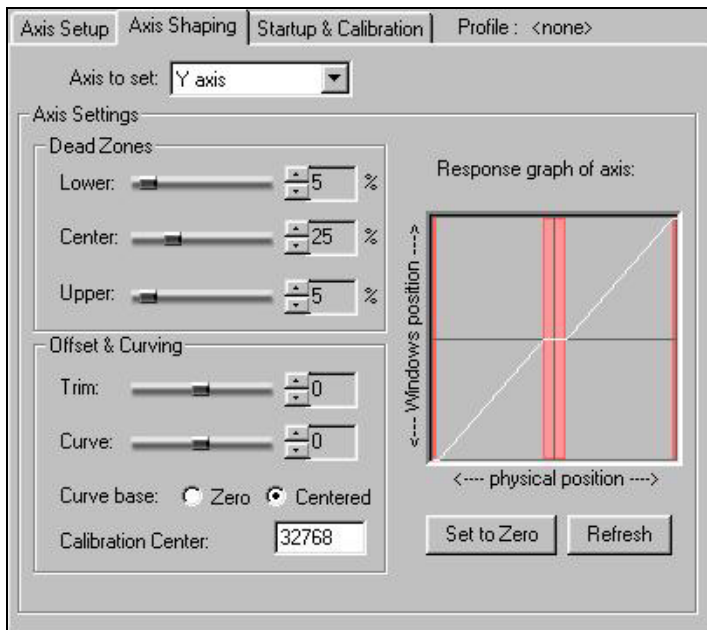 Axis Setup Axis Shaping Startup & Calibration Profile : <none>
Axis to set: Y axis
Axis Settings
Dead Zones
Lower: 5 %
Center: 25 %
Upper: 5 %
Offset & Curving
Trim: 0
Curve: 0
Curve base: Zero Centered
Calibration Center: 32768
Response graph of axis:
<--- Windows position --->
<---- physical position ---->
Set to Zero Refresh